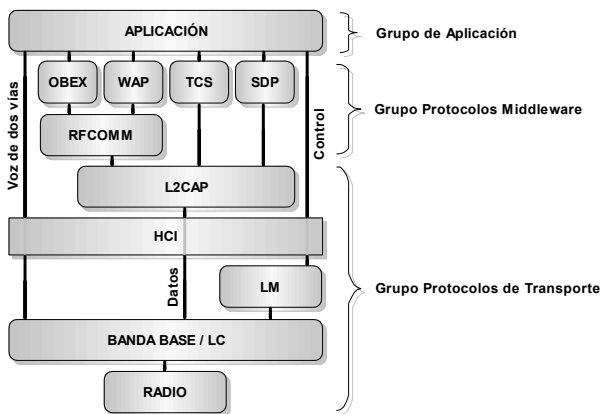 APLICACIÓN
Grupo de Aplicación
OBEX
WAP
TCS
SDP
Grupo Protocolos Middleware
RFCOMM
Voz de dos vías
Control
L2CAP
HCI
Datos
LM
Grupo Protocolos de Transporte
BANDA BASE / LC
RADIO